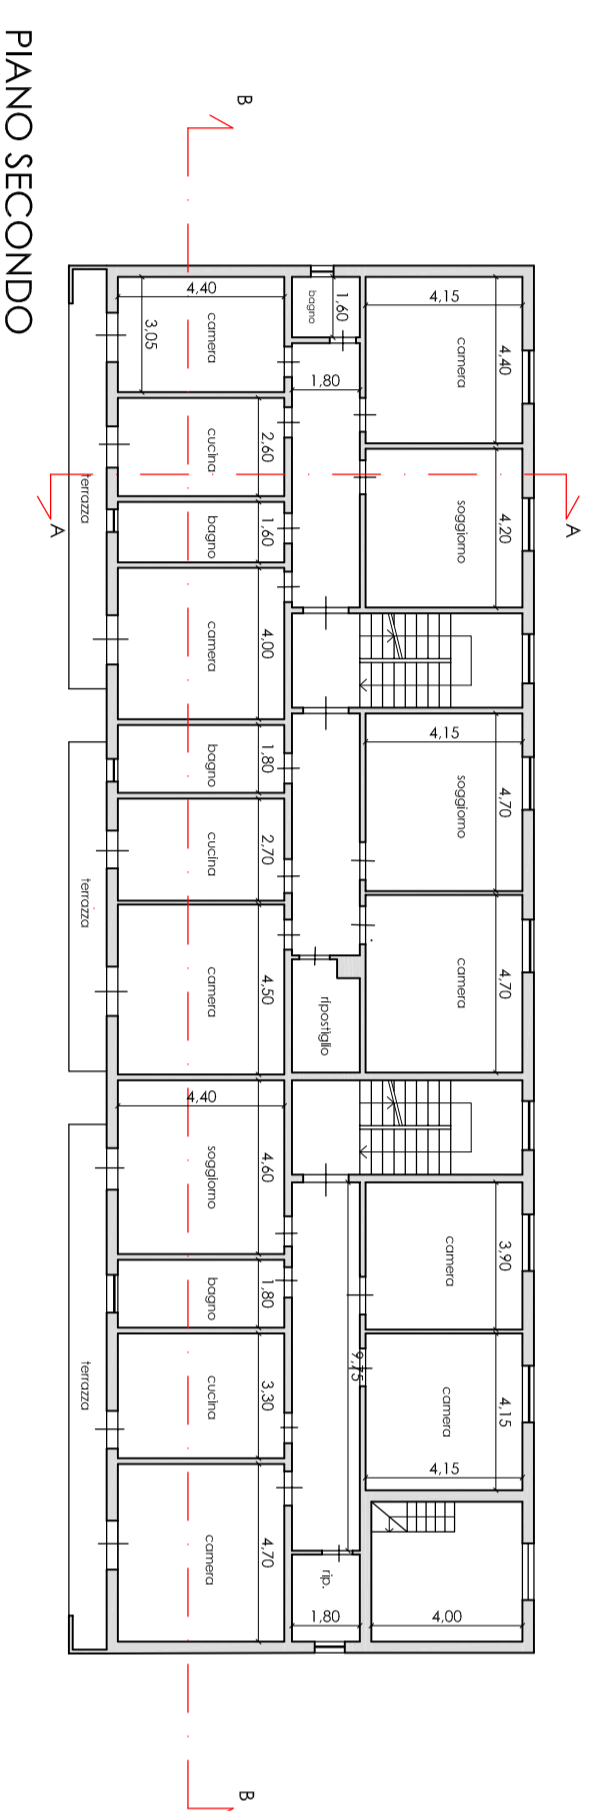 PIANO SECONDO
B
4,40
3,05
camera
bagno
1,60
1,80
4,15
camera
4,40
cucina
2,60
terrazza
A
A
soggiorno
4,20
bagno
1,60
camera
4,00
bagno
1,80
4,15
soggiorno
4,70
cucina
2,70
terrazza
camera
4,50
camera
4,70
ripostiglio
4,40
soggiorno
4,60
bagno
1,80
camera
3,90
9,75
terrazza
cucina
3,30
camera
4,15
4,15
camera
4,70
rip.
1,80
4,00
B